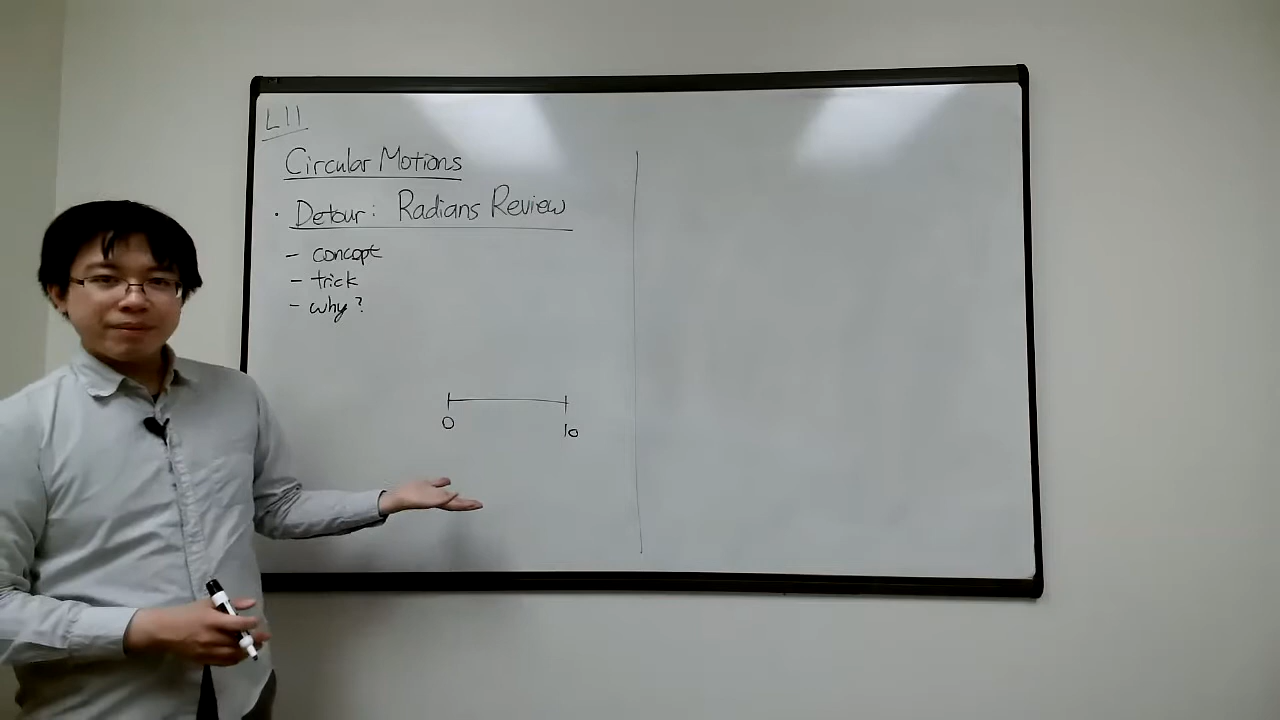 L11
Circular Motions
· Detour: Radians Review
- concept
- trick
- why?
0 10